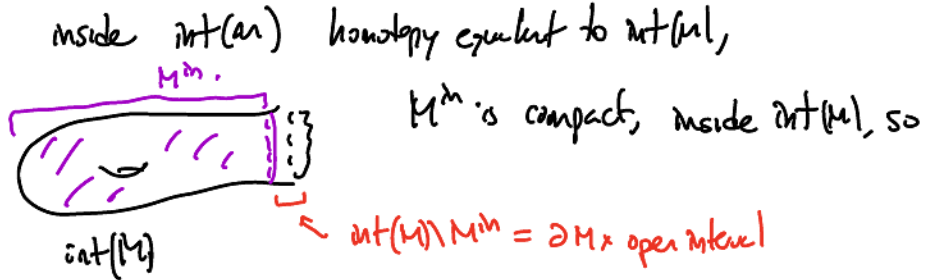 inside int(M) homotopy equivalent to int(M),
M^in.
M^in is compact, inside int(M), so
int(M)\M^in = ∂M × open interval
int(M)